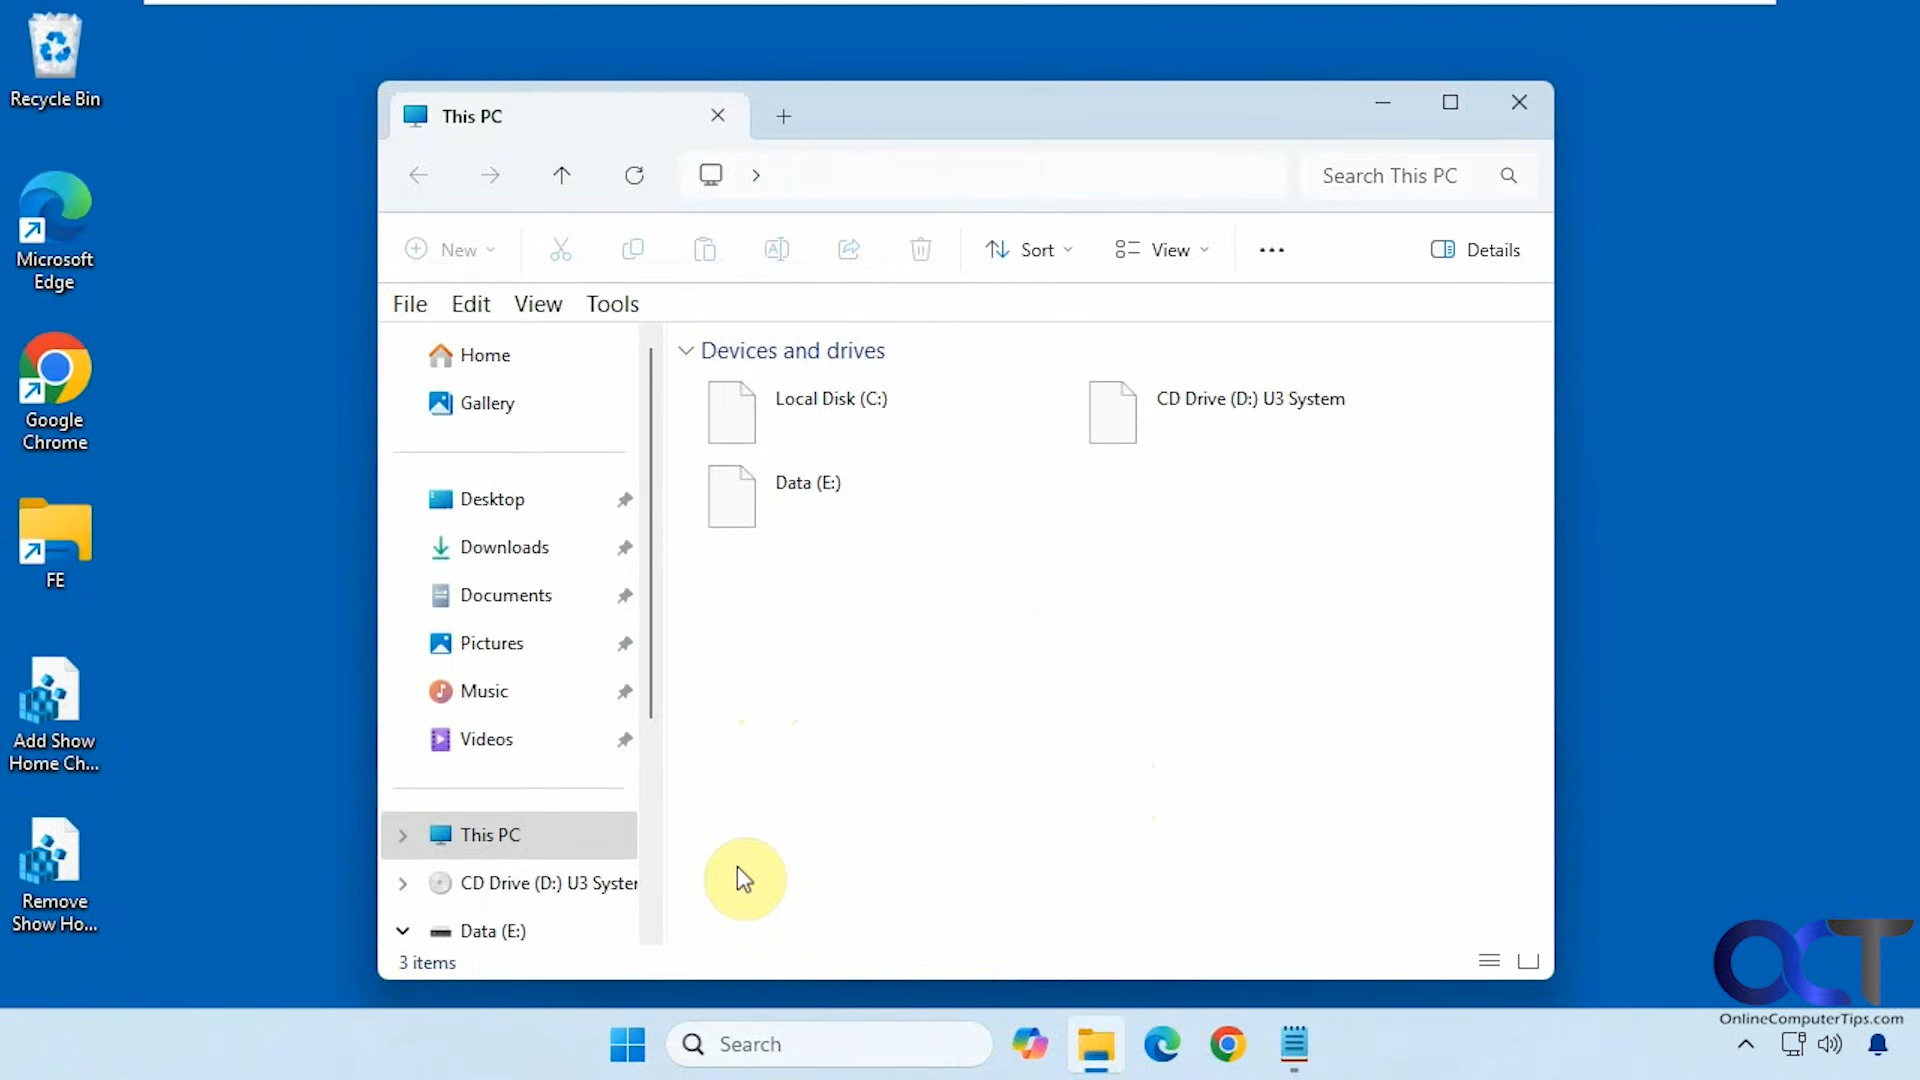 Recycle Bin
Microsoft
Edge
Google
Chrome
FE
Add Show
Home Ch...
Remove
Show Ho...
This PC
Search This PC
New
Sort
View
Details
File Edit View Tools
Home
Gallery
Desktop
Downloads
Documents
Pictures
Music
Videos
This PC
CD Drive (D:) U3 System
Data (E:)
Devices and drives
Local Disk (C:)
CD Drive (D:) U3 System
Data (E:)
3 items
Search
OCT
OnlineComputerTips.com